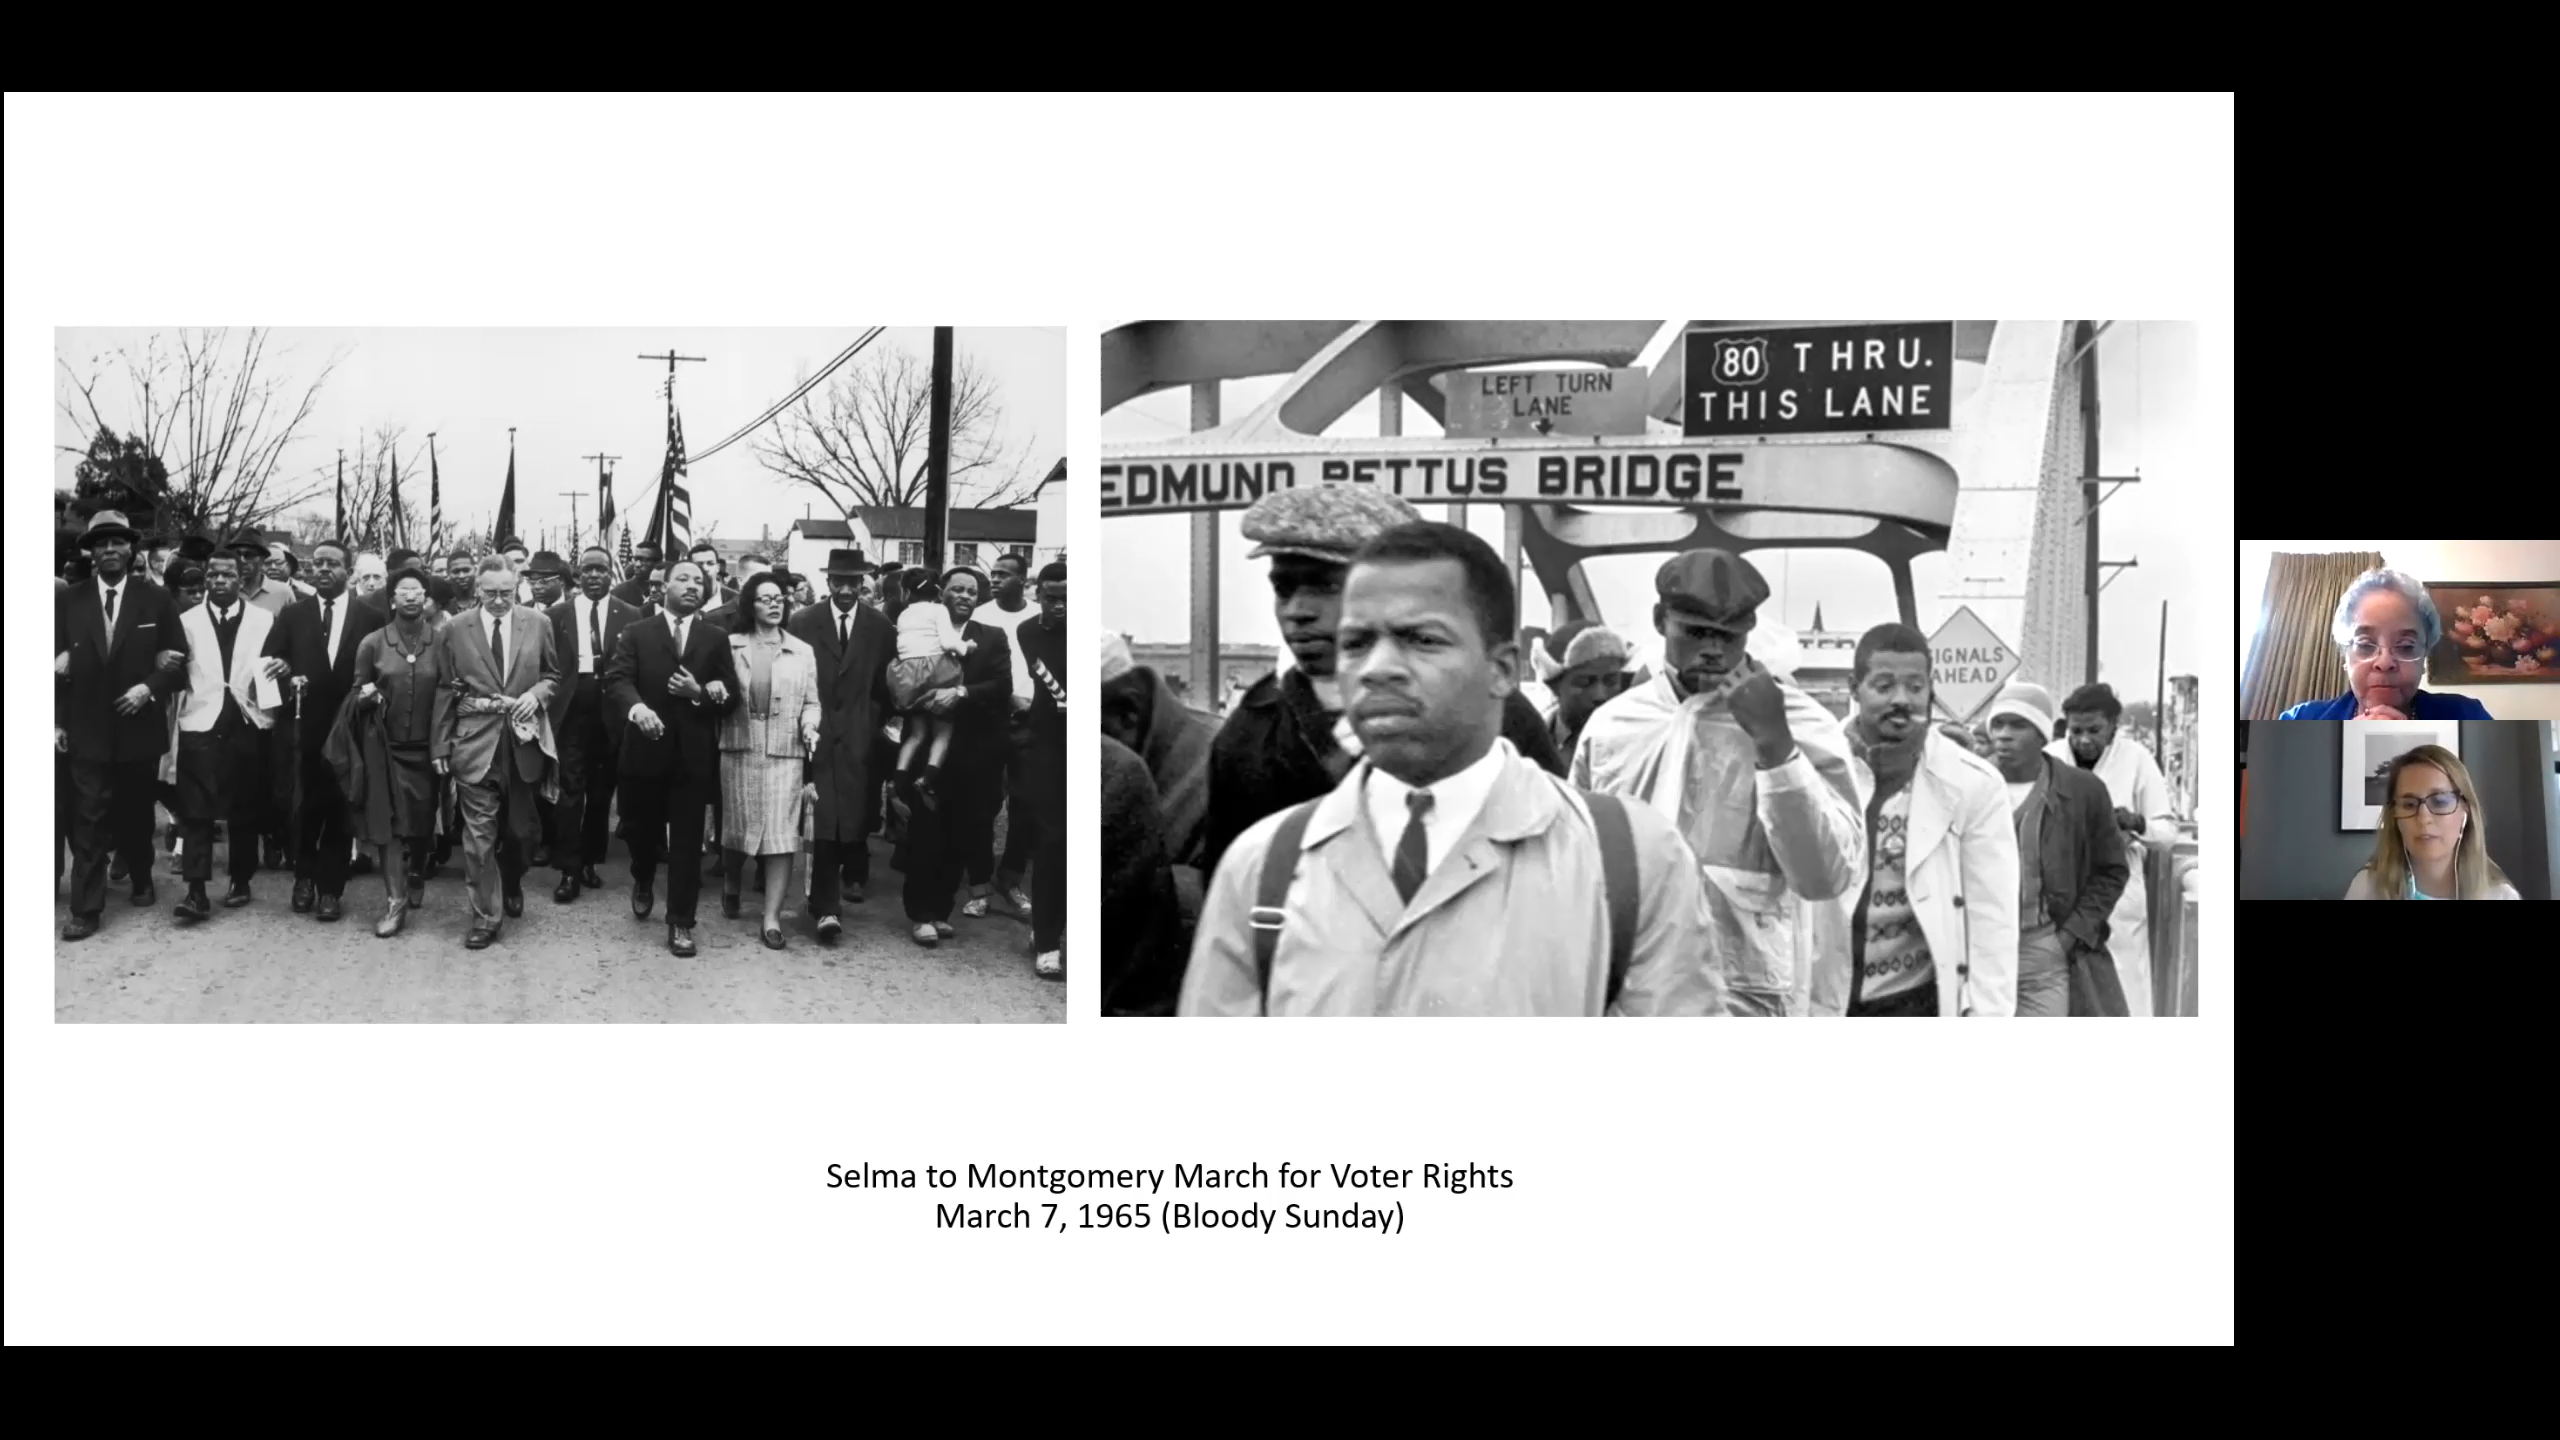 LEFT TURN
LANE
80 THRU.
THIS LANE
EDMUND PETTUS BRIDGE
SIGNALS
AHEAD
Selma to Montgomery March for Voter Rights
March 7, 1965 (Bloody Sunday)